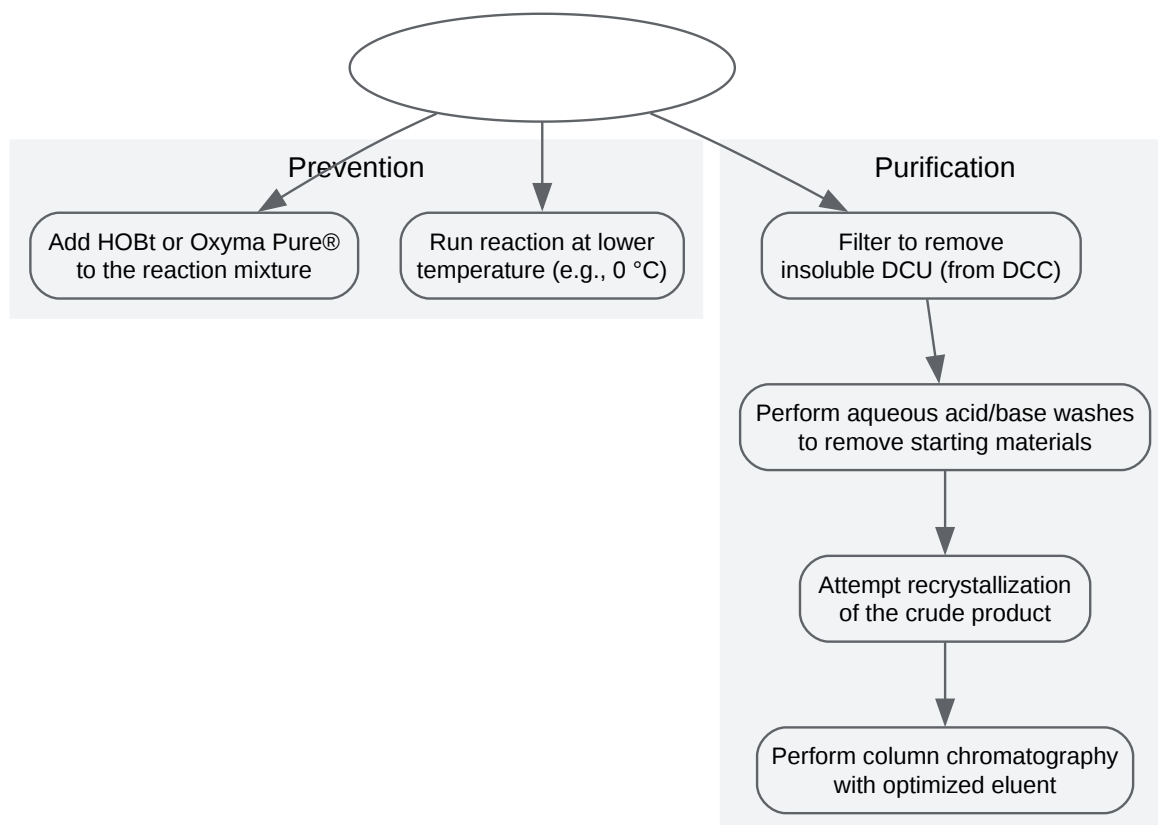 Prevention
Purification
Add HOBt or Oxyma Pure®
to the reaction mixture
Run reaction at lower
temperature (e.g., 0 °C)
Filter to remove
insoluble DCU (from DCC)
Perform aqueous acid/base washes
to remove starting materials
Attempt recrystallization
of the crude product
Perform column chromatography
with optimized eluent